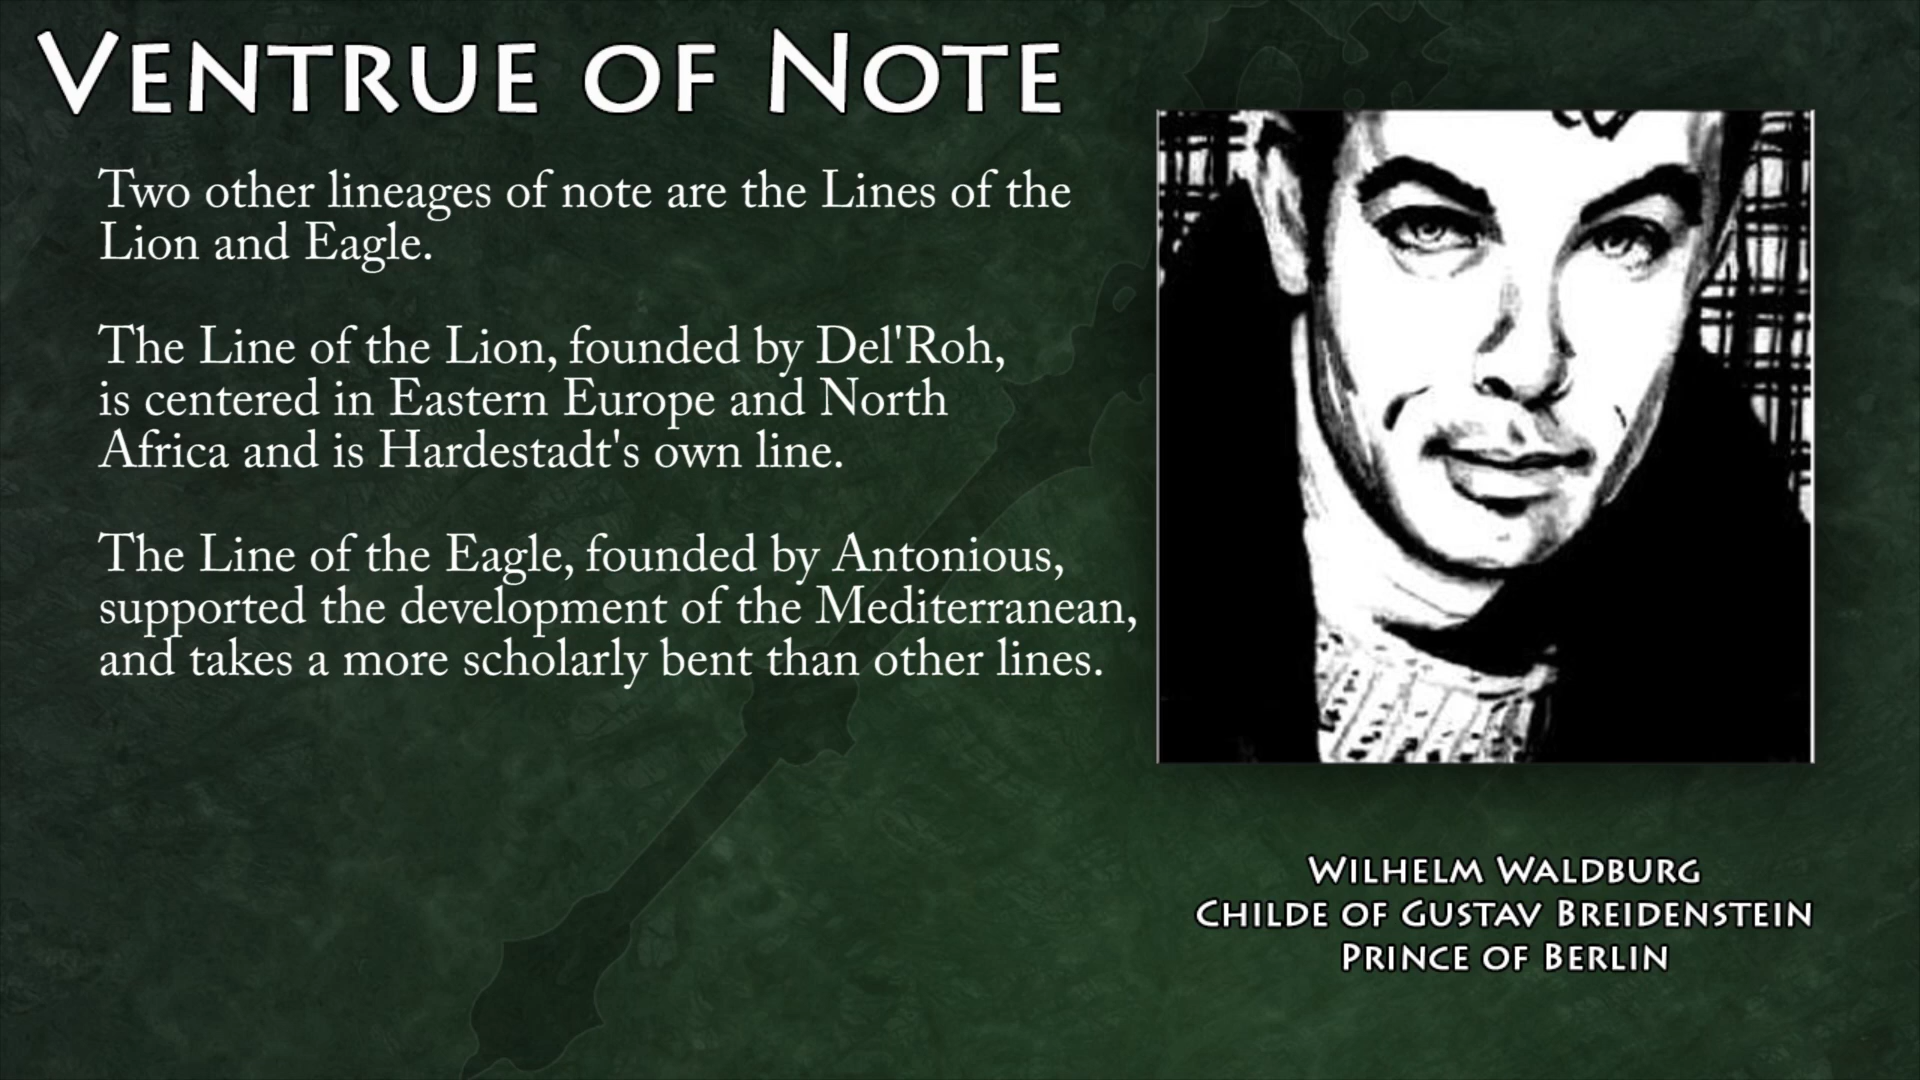 Ventrue of Note
Two other lineages of note are the Lines of the
Lion and Eagle.
The Line of the Lion, founded by Del'Roh,
is centered in Eastern Europe and North
Africa and is Hardestadt's own line.
The Line of the Eagle, founded by Antonious,
supported the development of the Mediterranean,
and takes a more scholarly bent than other lines.
Wilhelm Waldburg
Childe of Gustav Breidenstein
Prince of Berlin